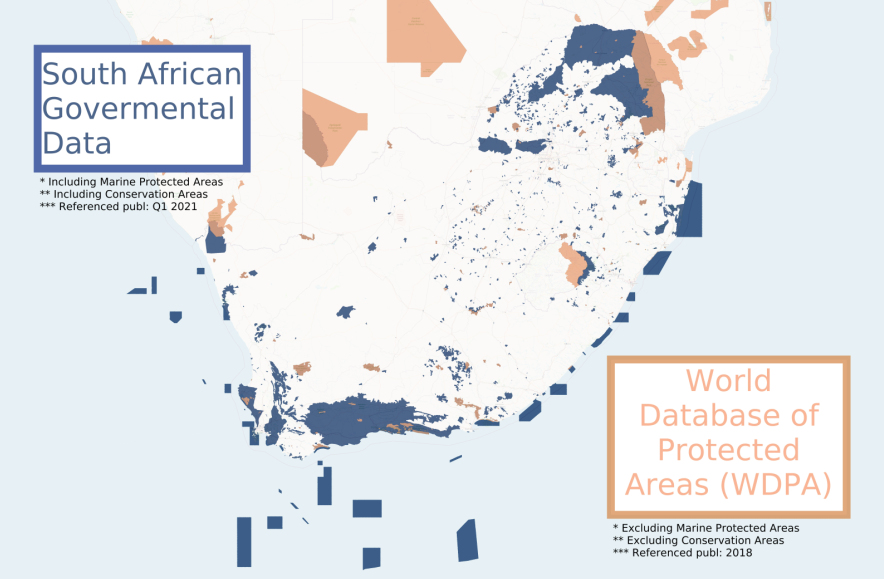 South African
Govermental
Data
* Including Marine Protected Areas
** Including Conservation Areas
*** Referenced publ: Q1 2021
World
Database of
Protected
Areas (WDPA)
* Excluding Marine Protected Areas
** Excluding Conservation Areas
*** Referenced publ: 2018